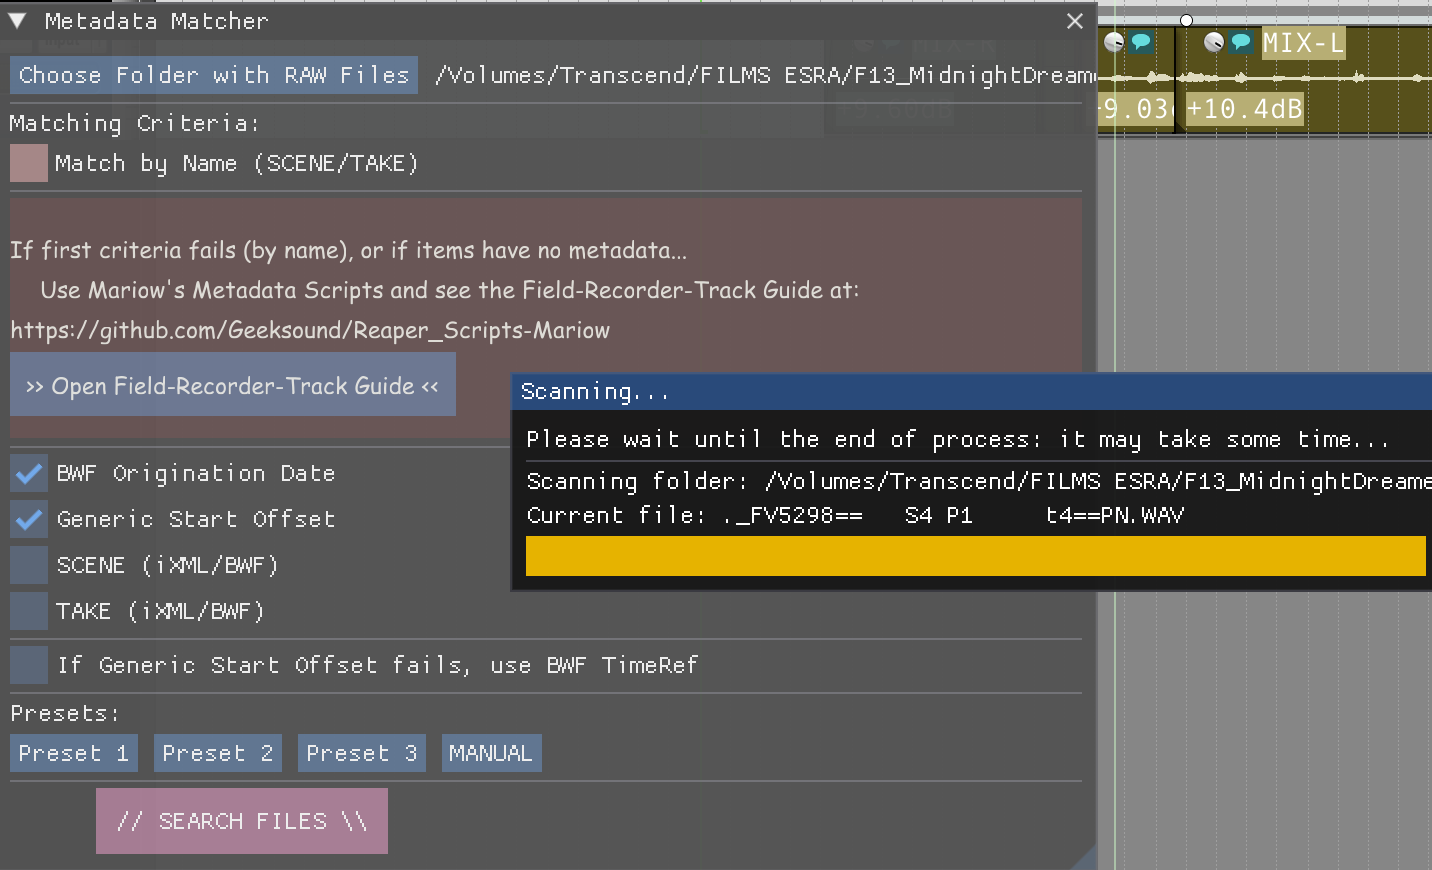 Metadata Matcher
Choose Folder with RAW Files /Volumes/Transcend/FILMS ESRA/F13_MidnightDream
MIX-L
+9.60dB
9.03
+10.4dB
Matching Criteria:
Match by Name (SCENE/TAKE)
If first criteria fails (by name), or if items have no metadata...
Use Mariow's Metadata Scripts and see the Field-Recorder-Track Guide at:
https://github.com/Geeksound/Reaper_Scripts-Mariow
>> Open Field-Recorder-Track Guide <<
Scanning...
Please wait until the end of process: it may take some time...
Scanning folder: /Volumes/Transcend/FILMS ESRA/F13_MidnightDreame
Current file: ._FV5298== S4 P1 t4==PN.WAV
BWF Origination Date
Generic Start Offset
SCENE (iXML/BWF)
TAKE (iXML/BWF)
If Generic Start Offset fails, use BWF TimeRef
Presets:
Preset 1 Preset 2 Preset 3 MANUAL
// SEARCH FILES \\